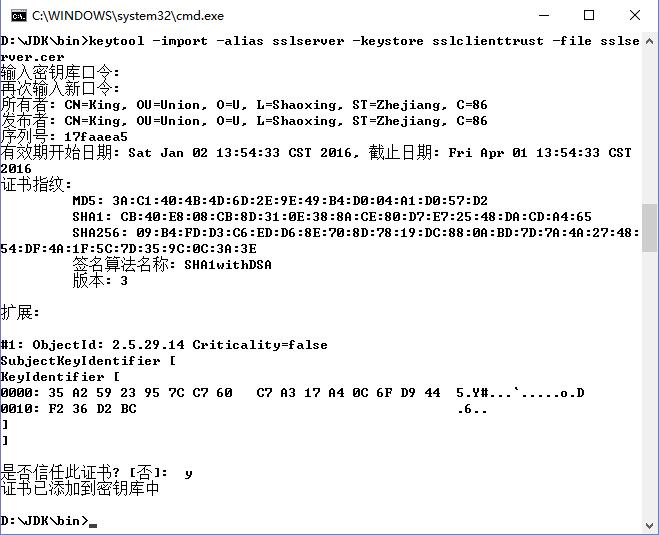 C:\WINDOWS\system32\cmd.exe
D:\JDK\bin>keytool -import -alias sslserver -keystore sslclienttrust -file sslse
rver.cer
输入密钥库口令:
再次输入新口令:
所有者: CN=King, OU=Union, O=U, L=Shaoxing, ST=Zhejiang, C=86
发布者: CN=King, OU=Union, O=U, L=Shaoxing, ST=Zhejiang, C=86
序列号: 17faaea5
有效期开始日期: Sat Jan 02 13:54:33 CST 2016, 截止日期: Fri Apr 01 13:54:33 CST
2016
证书指纹:
MD5: 3A:C1:40:4B:4D:6D:2E:9E:49:B4:D0:04:A1:D0:57:D2
SHA1: CB:40:E8:08:CB:8D:31:0E:38:8A:CE:80:D7:E7:25:48:DA:CD:A4:65
SHA256: 09:B4:FD:D3:C6:ED:D6:8E:70:8D:78:19:DC:88:0A:BD:7D:7A:4A:27:48:
54:DF:4A:1F:5C:7D:35:9C:0C:3A:3E
签名算法名称: SHA1withDSA
版本: 3
扩展:
#1: ObjectId: 2.5.29.14 Criticality=false
SubjectKeyIdentifier [
KeyIdentifier [
0000: 35 A2 59 23 95 7C C7 60   C7 A3 17 A4 0C 6F D9 44  5.Y#...`.....o.D
0010: F2 36 D2 BC                                        .6..
]
]
是否信任此证书? [否]:  y
证书已添加到密钥库中
D:\JDK\bin>